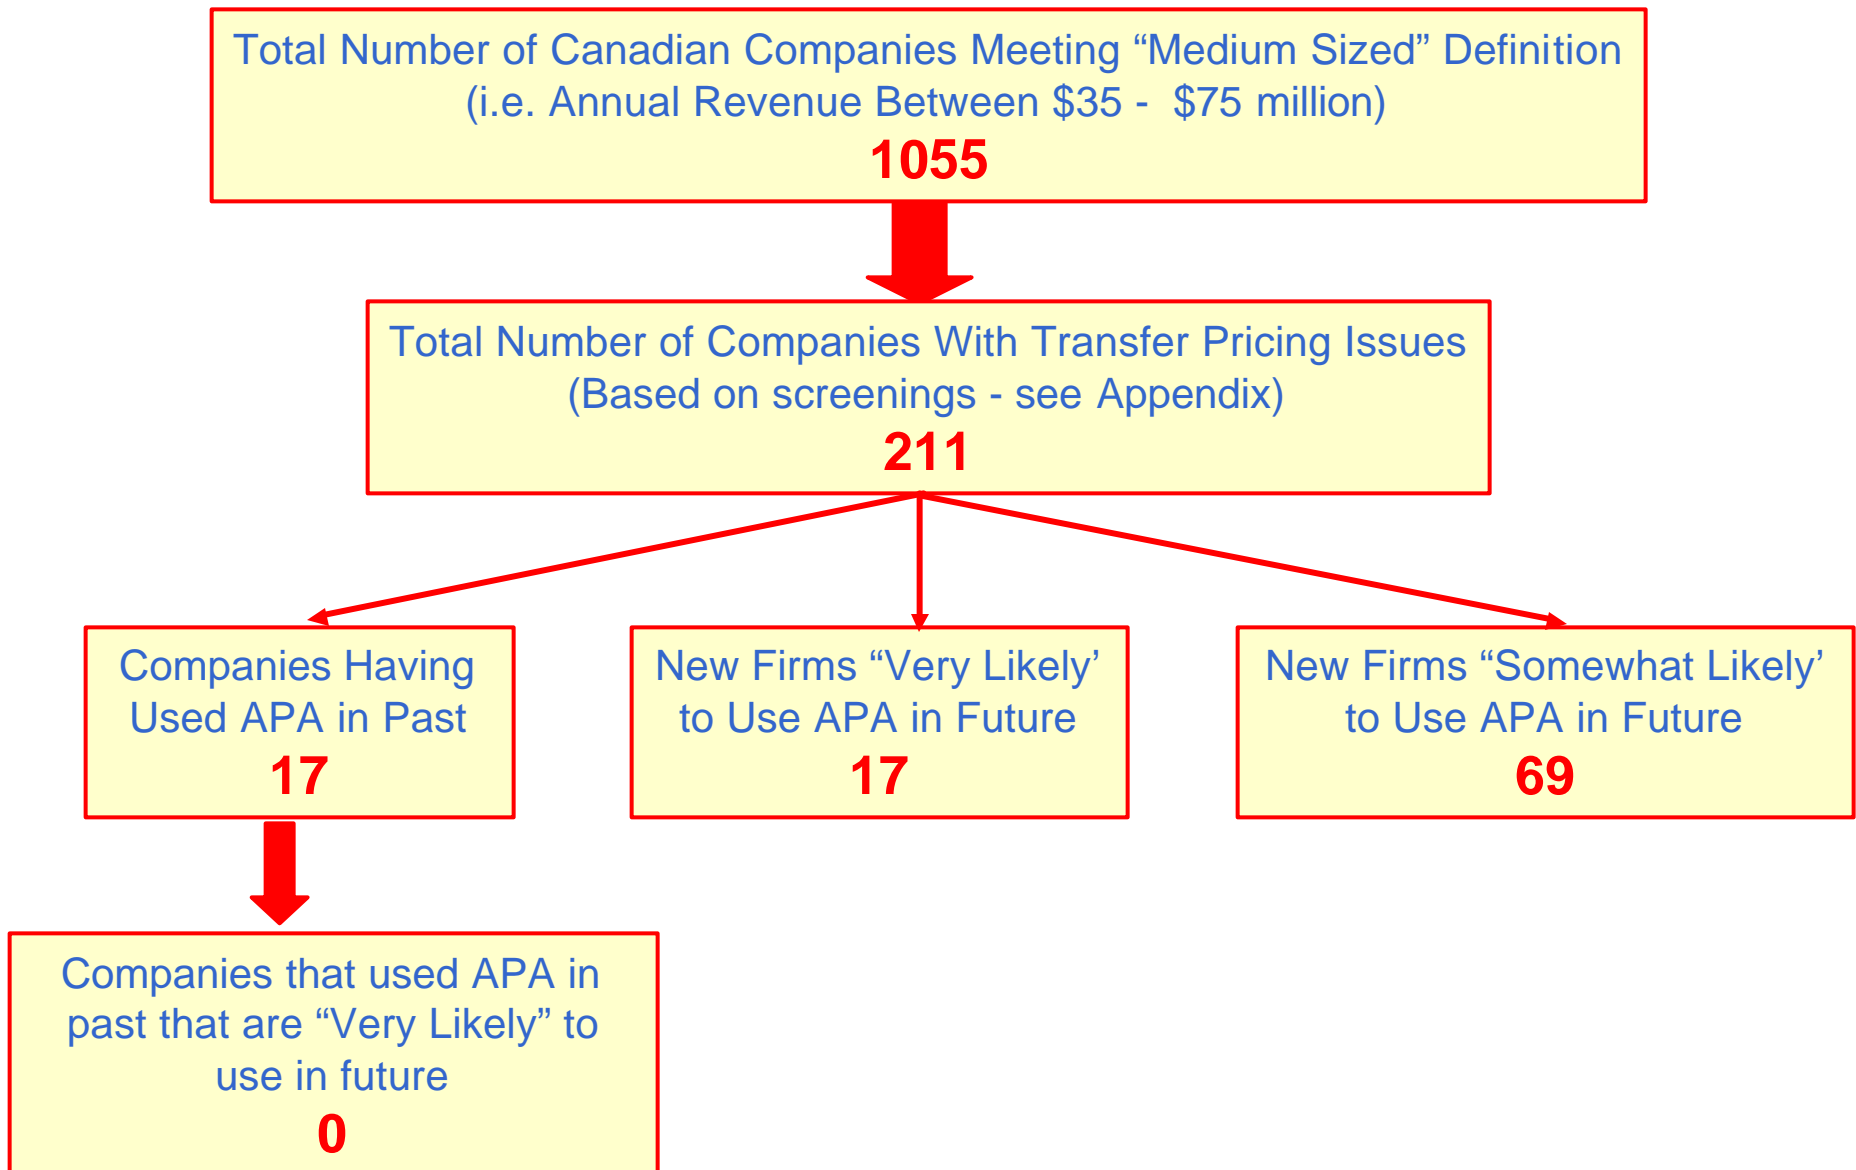 Total Number of Canadian Companies Meeting “Medium Sized” Definition
(i.e. Annual Revenue Between $35 - $75 million)
1055
Total Number of Companies With Transfer Pricing Issues
(Based on screenings - see Appendix)
211
Companies Having
Used APA in Past
17
New Firms “Very Likely’
to Use APA in Future
17
New Firms “Somewhat Likely’
to Use APA in Future
69
Companies that used APA in
past that are “Very Likely” to
use in future
0